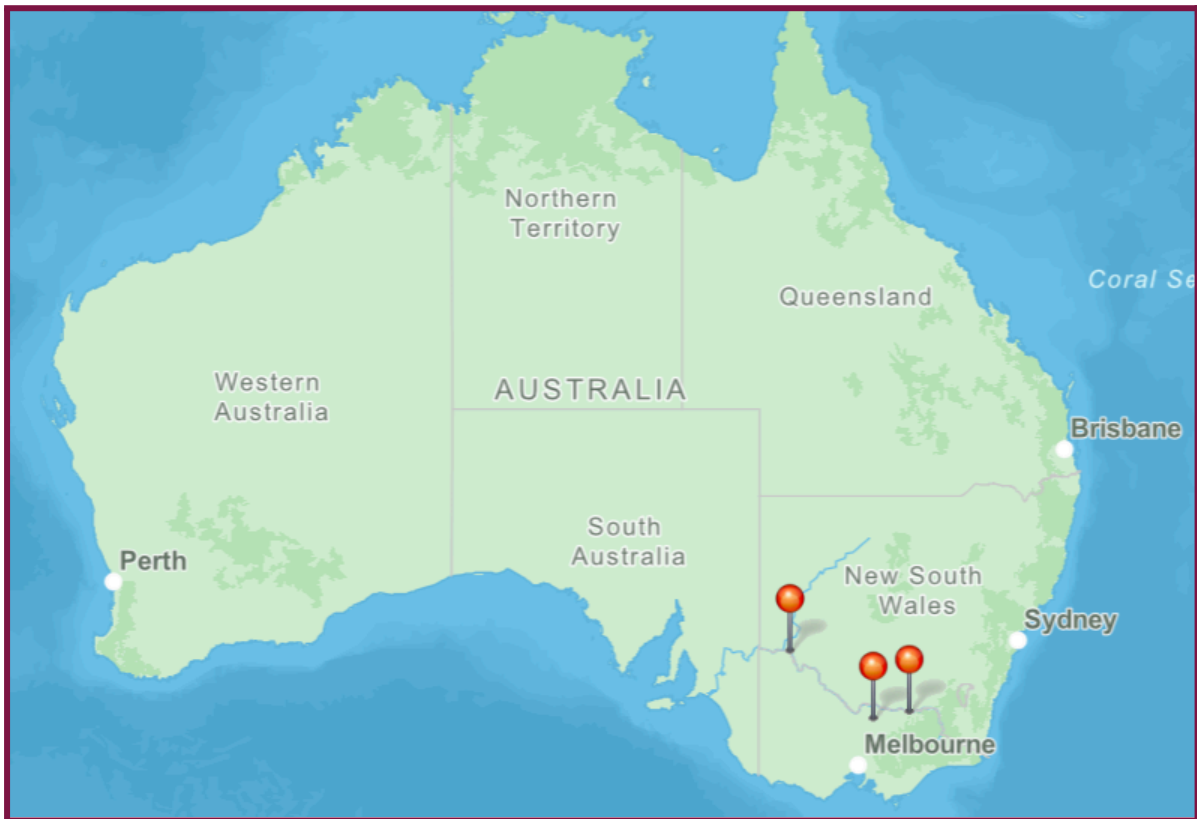 Northern
Territory
Coral Se
Queensland
Western
Australia
AUSTRALIA
Brisbane
South
Australia
Perth
New South
Wales
Sydney
Melbourne